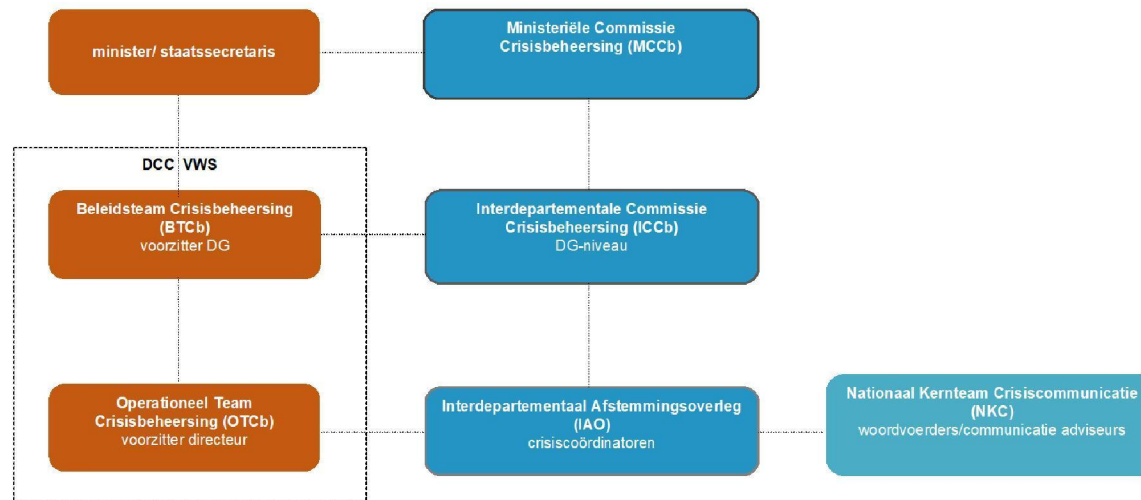 minister/ staatssecretaris
Ministeriële Commissie
Crisisbeheersing (MCCb)
DCC VWS
Beleidsteam Crisisbeheersing
(BTCb)
voorzitter DG
Interdepartementale Commissie
Crisisbeheersing (ICCb)
DG-niveau
Operationeel Team
Crisisbeheersing (OTCb)
voorzitter directeur
Interdepartementaal Afstemmingsoverleg
(IAO)
crisiscoördinatoren
Nationaal Kernteam Crisiscommunicatie
(NKC)
woordvoerders/communicatie adviseurs